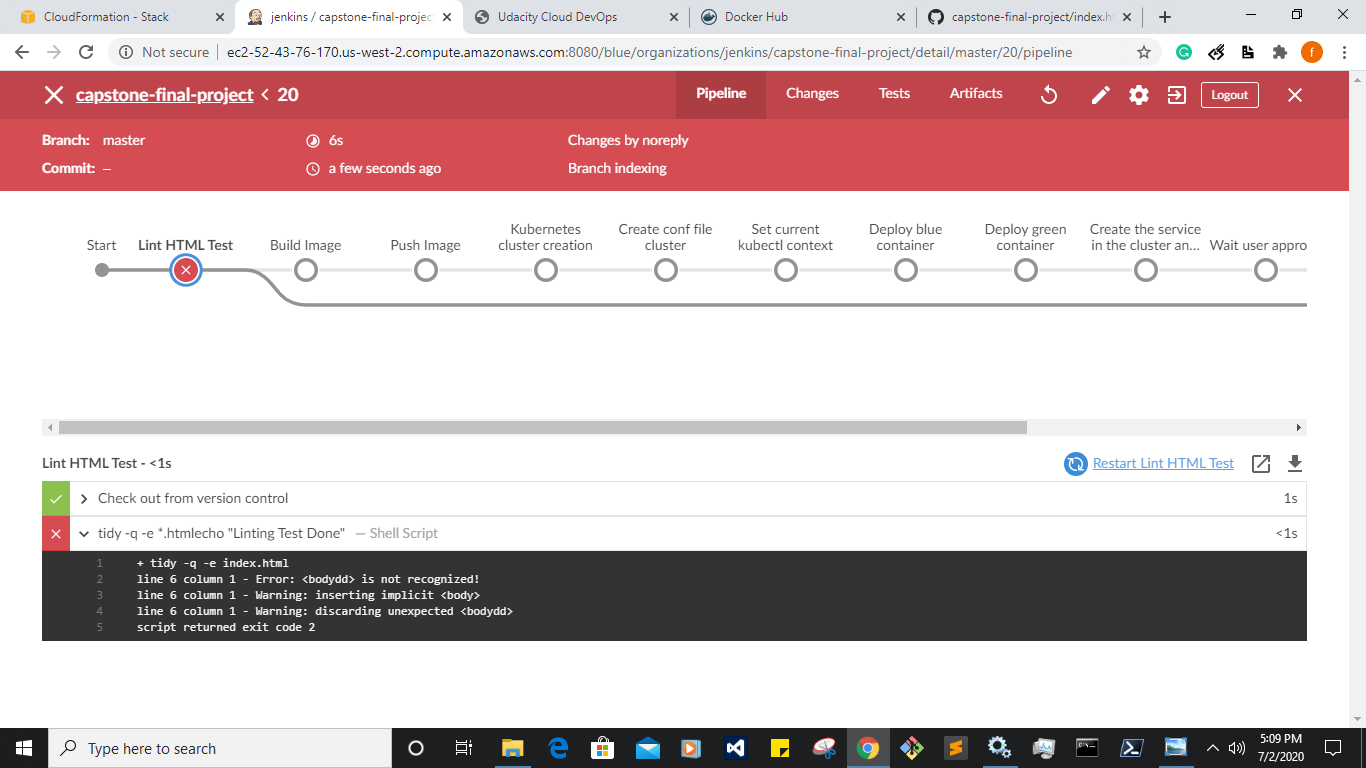 CloudFormation - Stack
jenkins / capstone-final-project
Udacity Cloud DevOps
Docker Hub
capstone-final-project/index.h
Not secure
ec2-52-43-76-170.us-west-2.compute.amazonaws.com:8080/blue/organizations/jenkins/capstone-final-project/detail/master/20/pipeline
f
capstone-final-project < 20
Pipeline
Changes
Tests
Artifacts
Logout
Branch: master
6s
Changes by noreply
Commit: –
a few seconds ago
Branch indexing
Start
Lint HTML Test
Build Image
Push Image
Kubernetes
cluster creation
Create conf file
cluster
Set current
kubectl context
Deploy blue
container
Deploy green
container
Create the service
in the cluster an...
Wait user appro
Lint HTML Test - <1s
Restart Lint HTML Test
Check out from version control
1s
tidy -q -e *.htmlecho "Linting Test Done" — Shell Script
<1s
1 + tidy -q -e index.html
2 line 6 column 1 - Error: <bodydd> is not recognized!
3 line 6 column 1 - Warning: inserting implicit <body>
4 line 6 column 1 - Warning: discarding unexpected <bodydd>
5 script returned exit code 2
Type here to search
5:09 PM
7/2/2020